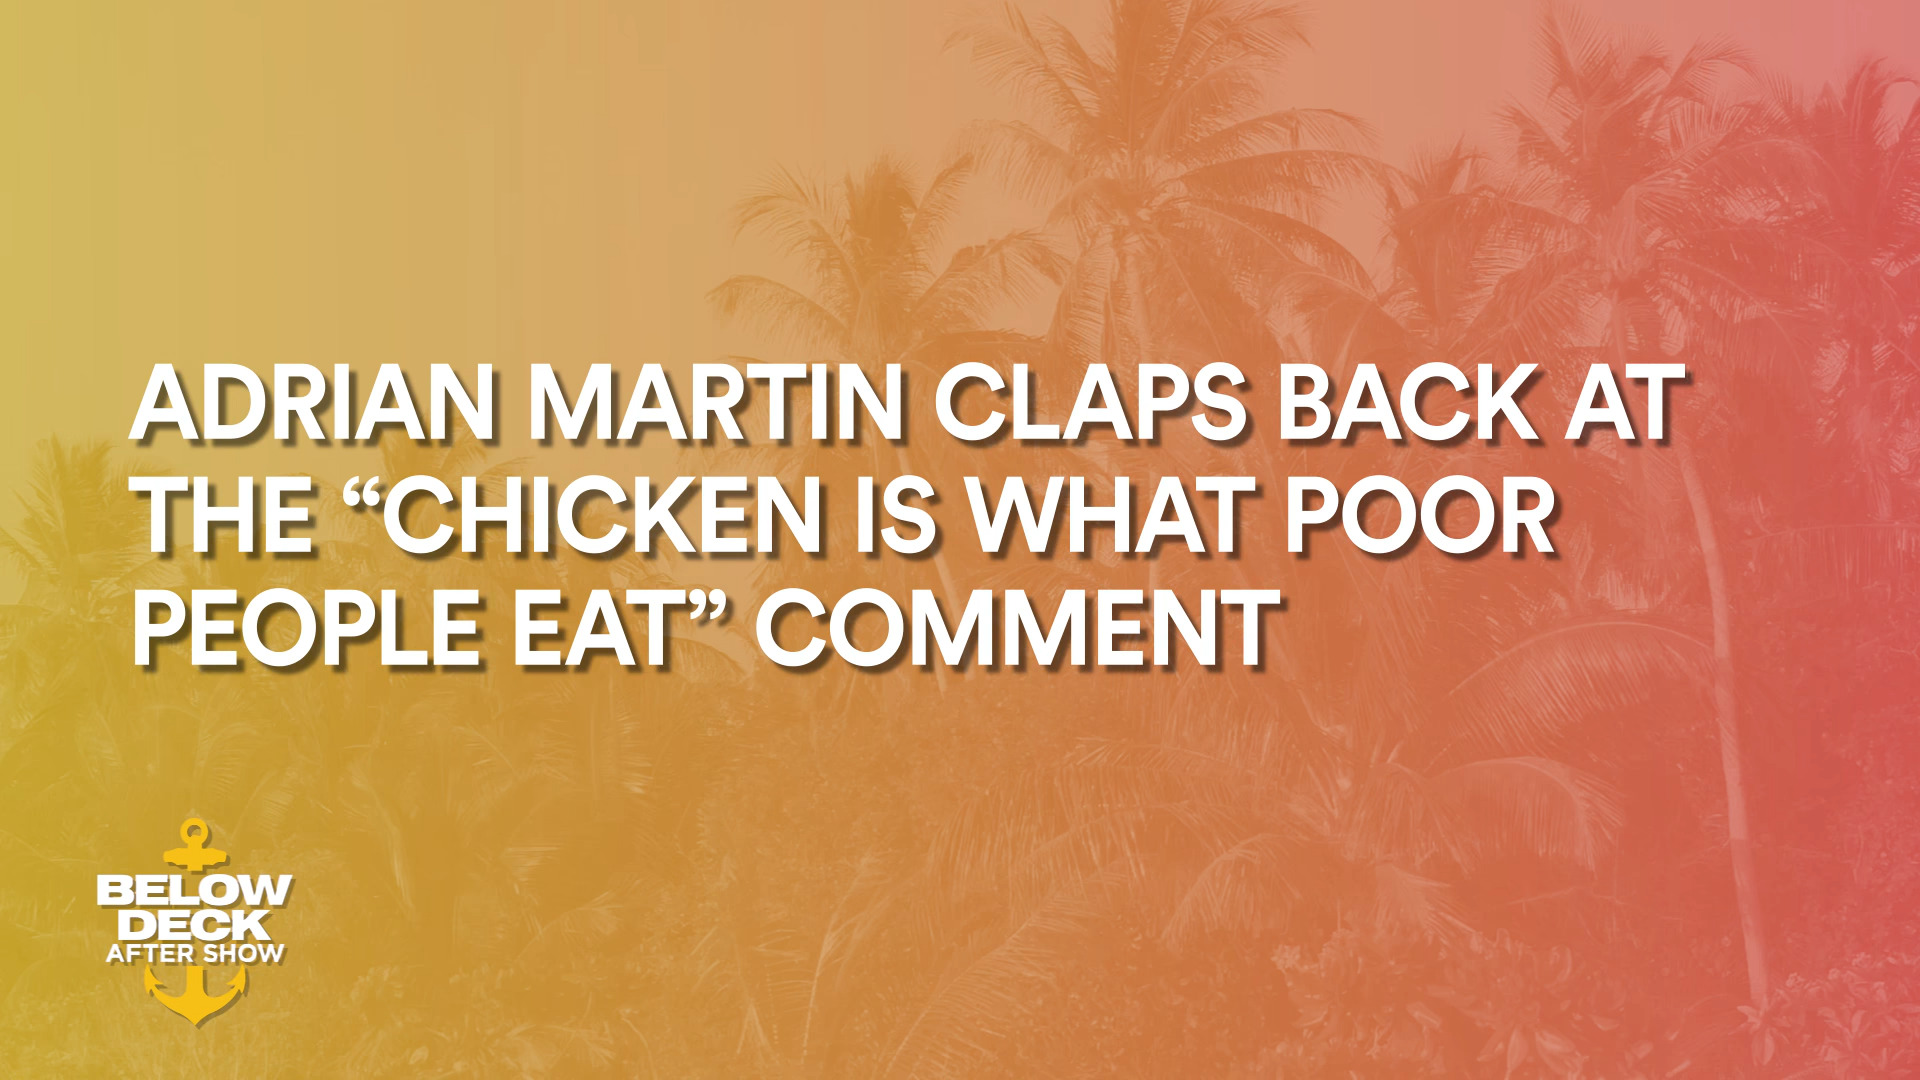 ADRIAN MARTIN CLAPS BACK AT
THE “CHICKEN IS WHAT POOR
PEOPLE EAT” COMMENT
BELOW
DECK
AFTER SHOW